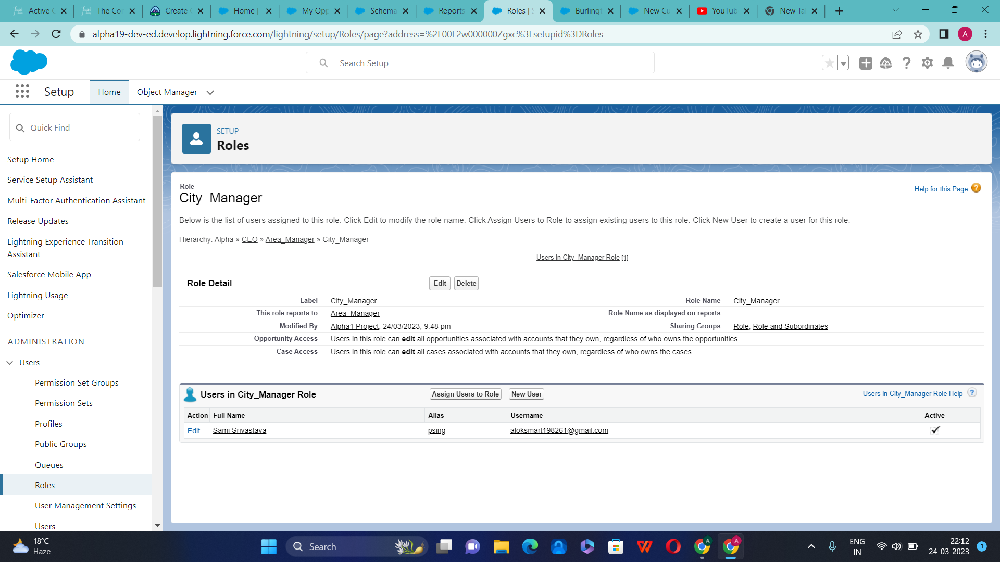 Active C
The Cor
Create
Home |
My Opp
Schema
Reports
Roles | S
Burlingt
New Cu
YouTub
New Tab
alpha19-dev-ed.develop.lightning.force.com/lightning/setup/Roles/page?address=%2F00E2w000000Zgxc%3Fsetupid%3DRoles
A
Search Setup
Setup
Home
Object Manager
Quick Find
Setup Home
Service Setup Assistant
Multi-Factor Authentication Assistant
Release Updates
Lightning Experience Transition
Assistant
Salesforce Mobile App
Lightning Usage
Optimizer
ADMINISTRATION
Users
Permission Set Groups
Permission Sets
Profiles
Public Groups
Queues
Roles
User Management Settings
Users
SETUP
Roles
Role
City_Manager
Help for this Page
Below is the list of users assigned to this role. Click Edit to modify the role name. Click Assign Users to Role to assign existing users to this role. Click New User to create a user for this role.
Hierarchy: Alpha » CEO » Area_Manager » City_Manager
Users in City_Manager Role [1]
Role Detail Edit Delete
Label City_Manager Role Name City_Manager
This role reports to Area_Manager Role Name as displayed on reports
Modified By Alpha1 Project, 24/03/2023, 9:48 pm Sharing Groups Role, Role and Subordinates
Opportunity Access Users in this role can edit all opportunities associated with accounts that they own, regardless of who owns the opportunities
Case Access Users in this role can edit all cases associated with accounts that they own, regardless of who owns the cases
Users in City_Manager Role Assign Users to Role New User Users in City_Manager Role Help ?
Action Full Name Alias Username Active
Edit Sami Srivastava psing aloksmart198261@gmail.com
18°C
Haze
Search
ENG
IN
22:12
24-03-2023
1